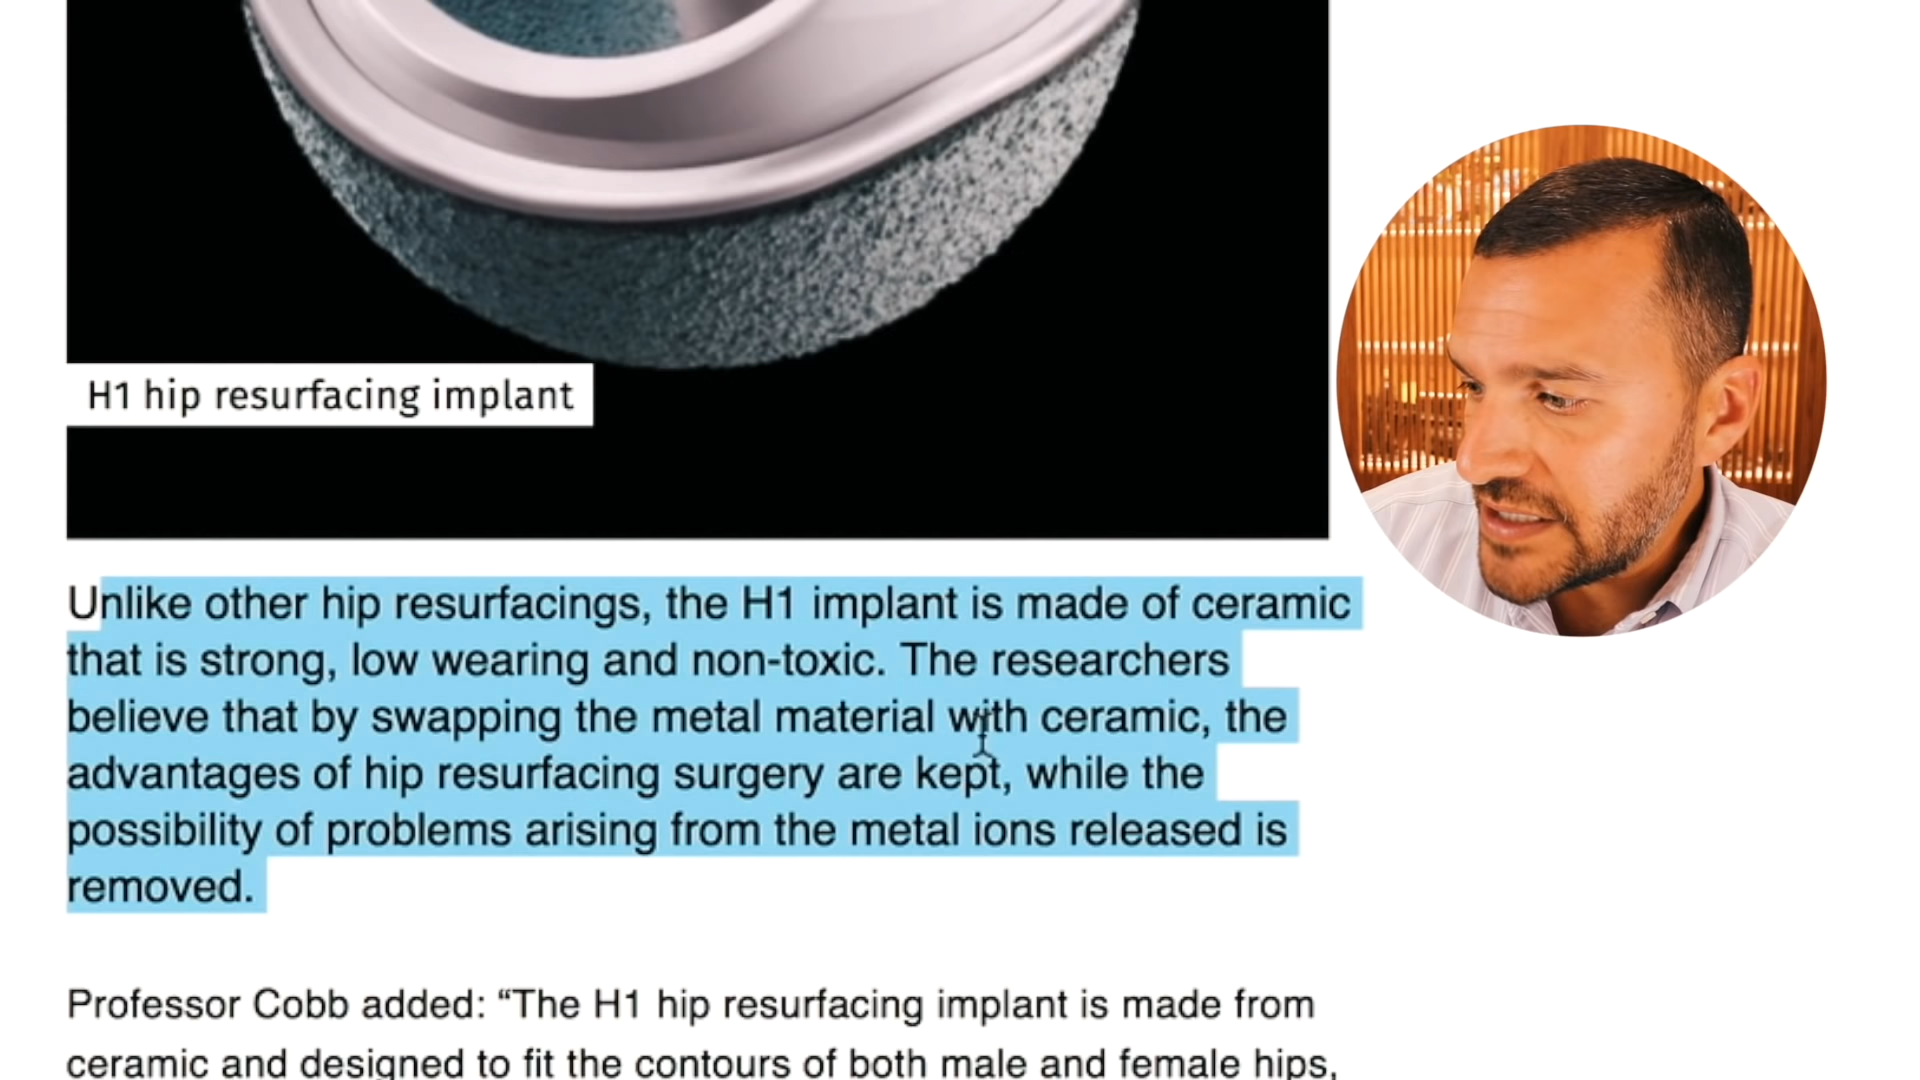 H1 hip resurfacing implant
Unlike other hip resurfacings, the H1 implant is made of ceramic
that is strong, low wearing and non-toxic. The researchers
believe that by swapping the metal material with ceramic, the
advantages of hip resurfacing surgery are kept, while the
possibility of problems arising from the metal ions released is
removed.
Professor Cobb added: “The H1 hip resurfacing implant is made from
ceramic and designed to fit the contours of both male and female hips,